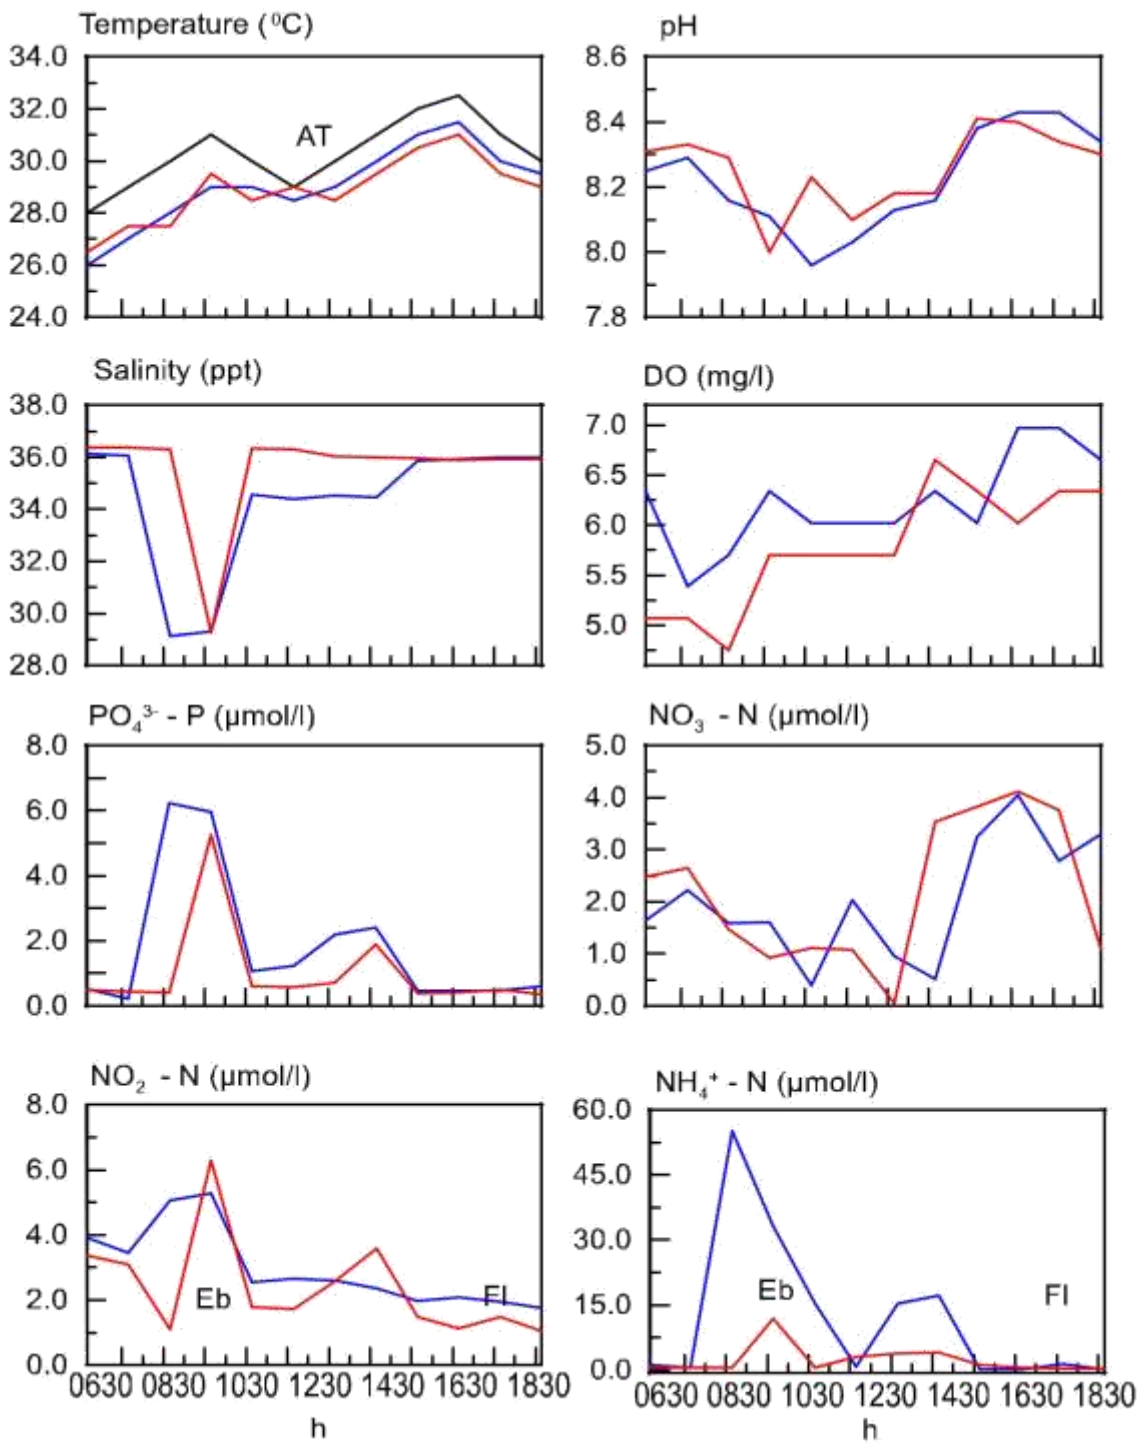 Temperature (⁰C)
34.0
32.0
30.0
28.0
26.0
24.0
AT
pH
8.6
8.4
8.2
8.0
7.8
Salinity (ppt)
38.0
36.0
34.0
32.0
30.0
28.0
DO (mg/l)
7.0
6.5
6.0
5.5
5.0
PO₄³⁻ - P (µmol/l)
8.0
6.0
4.0
2.0
0.0
NO₃ - N (µmol/l)
5.0
4.0
3.0
2.0
1.0
0.0
NO₂ - N (µmol/l)
8.0
6.0
4.0
2.0
0.0
Eb
Fl
0630 0830 1030 1230 1430 1630 1830
h
NH₄⁺ - N (µmol/l)
60.0
45.0
30.0
15.0
0.0
Eb
Fl
0630 0830 1030 1230 1430 1630 1830
h